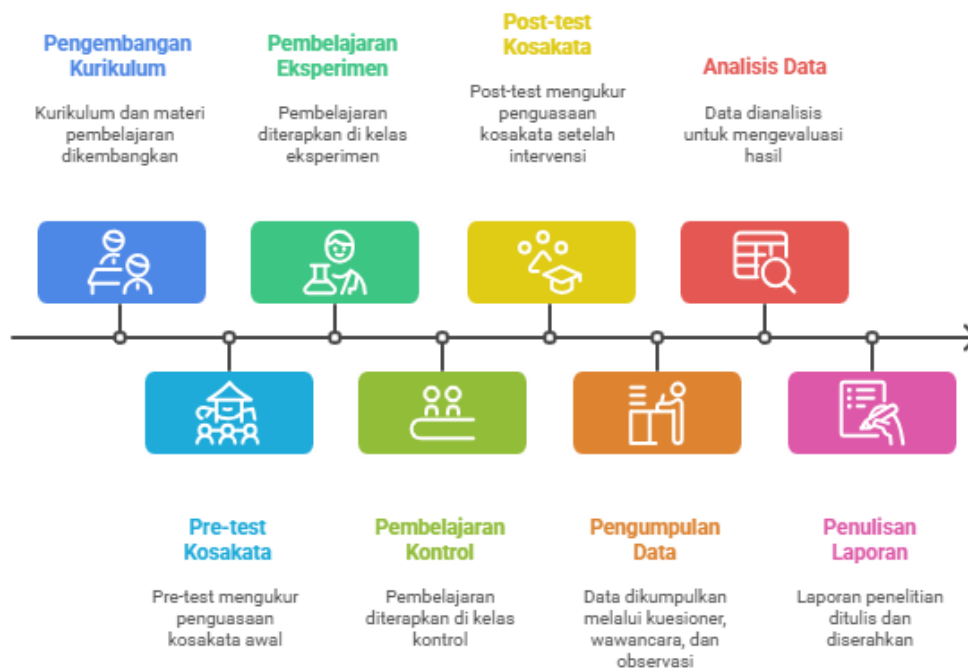 Pengembangan
Kurikulum
Kurikulum dan materi
pembelajaran
dikembangkan
Pembelajaran
Eksperimen
Pembelajaran
diterapkan di kelas
eksperimen
Post-test
Kosakata
Post-test mengukur
penguasaan
kosakata setelah
intervensi
Analisis Data
Data dianalisis
untuk mengevaluasi
hasil
Pre-test
Kosakata
Pre-test mengukur
penguasaan
kosakata awal
Pembelajaran
Kontrol
Pembelajaran
diterapkan di kelas
kontrol
Pengumpulan
Data
Data dikumpulkan
melalui kuesioner,
wawancara, dan
observasi
Penulisan
Laporan
Laporan penelitian
ditulis dan
diserahkan